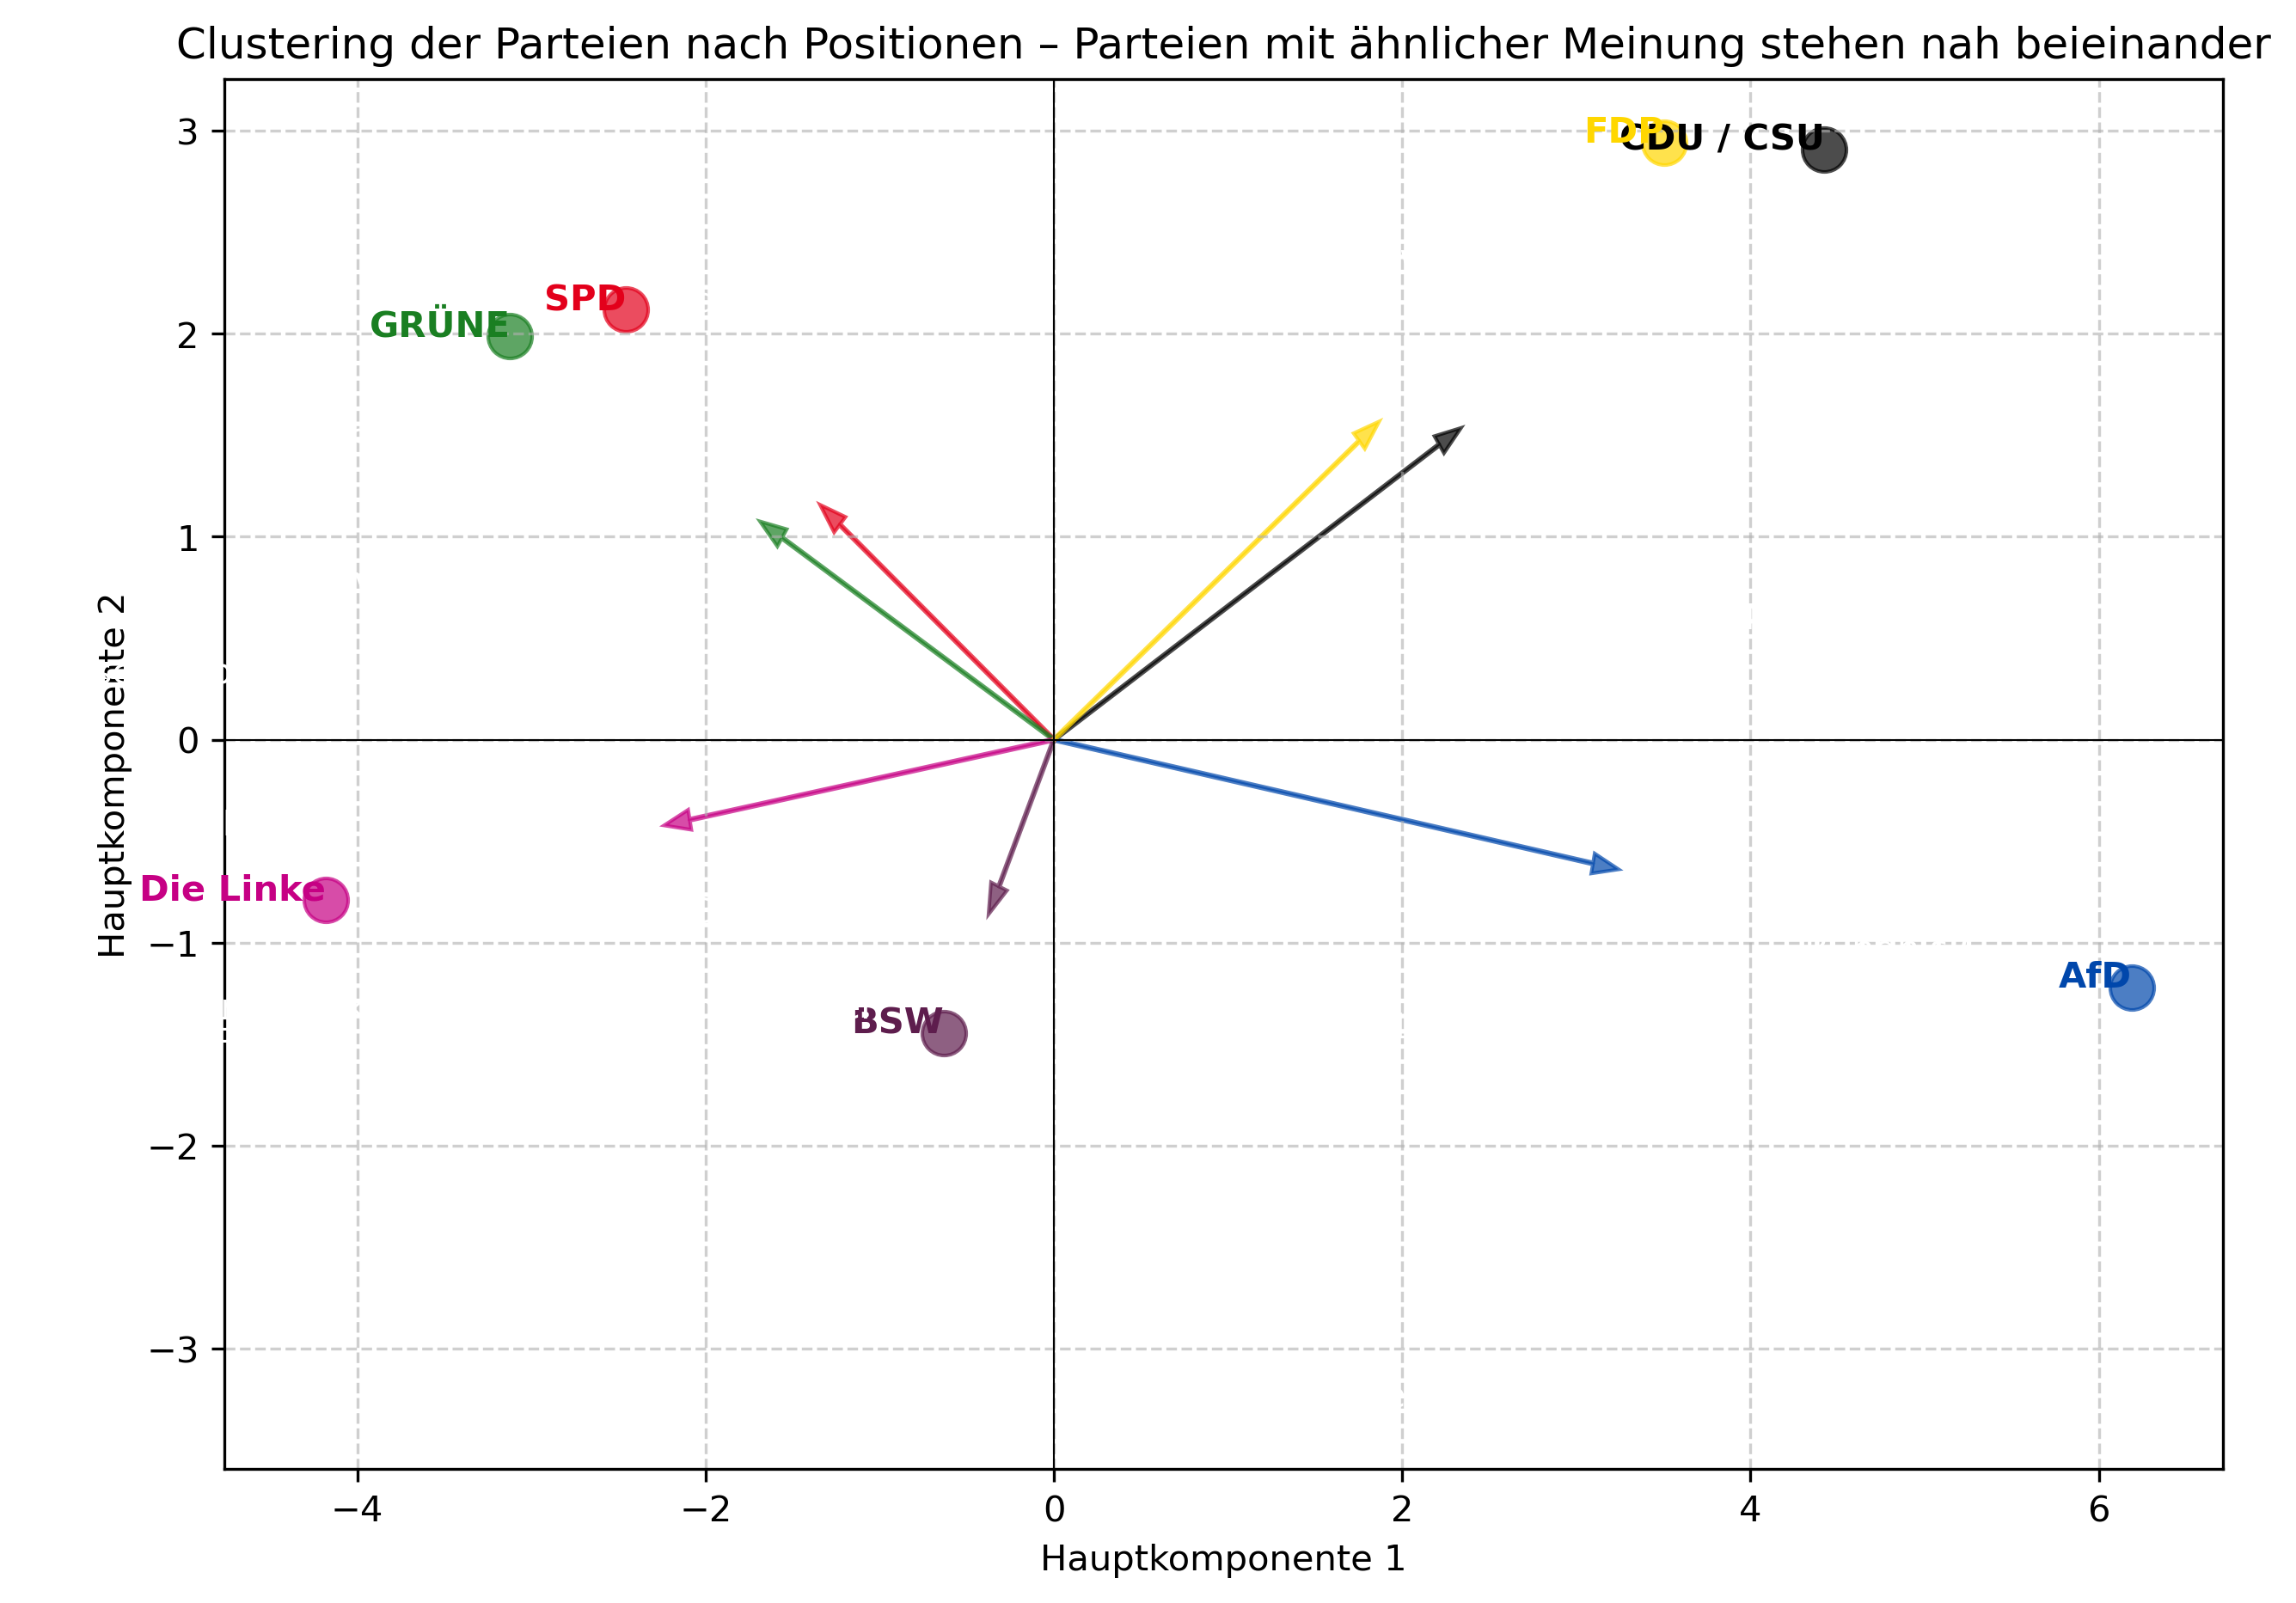 Clustering der Parteien nach Positionen – Parteien mit ähnlicher Meinung stehen nah beieinander
3
2
1
0
−1
−2
−3
Hauptkomponente 2
FDP
CDU / CSU
SPD
GRÜNE
Die Linke
AfD
BSW
−4
−2
0
2
4
6
Hauptkomponente 1